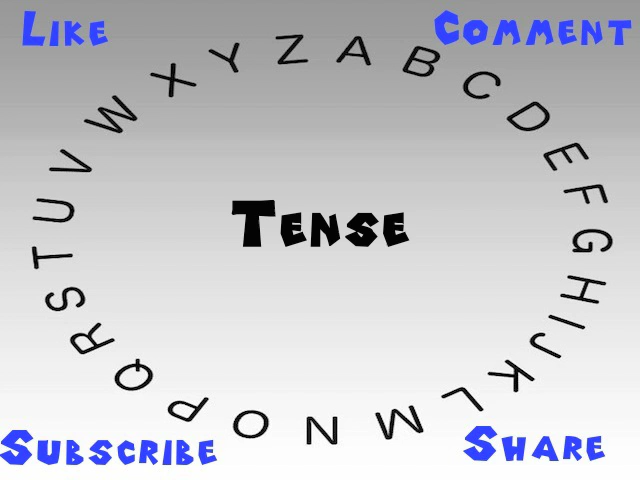 Like
Comment
A B C D E F G H I J K L M N O P Q R S T U V W X Y Z
Tense
Subscribe
Share